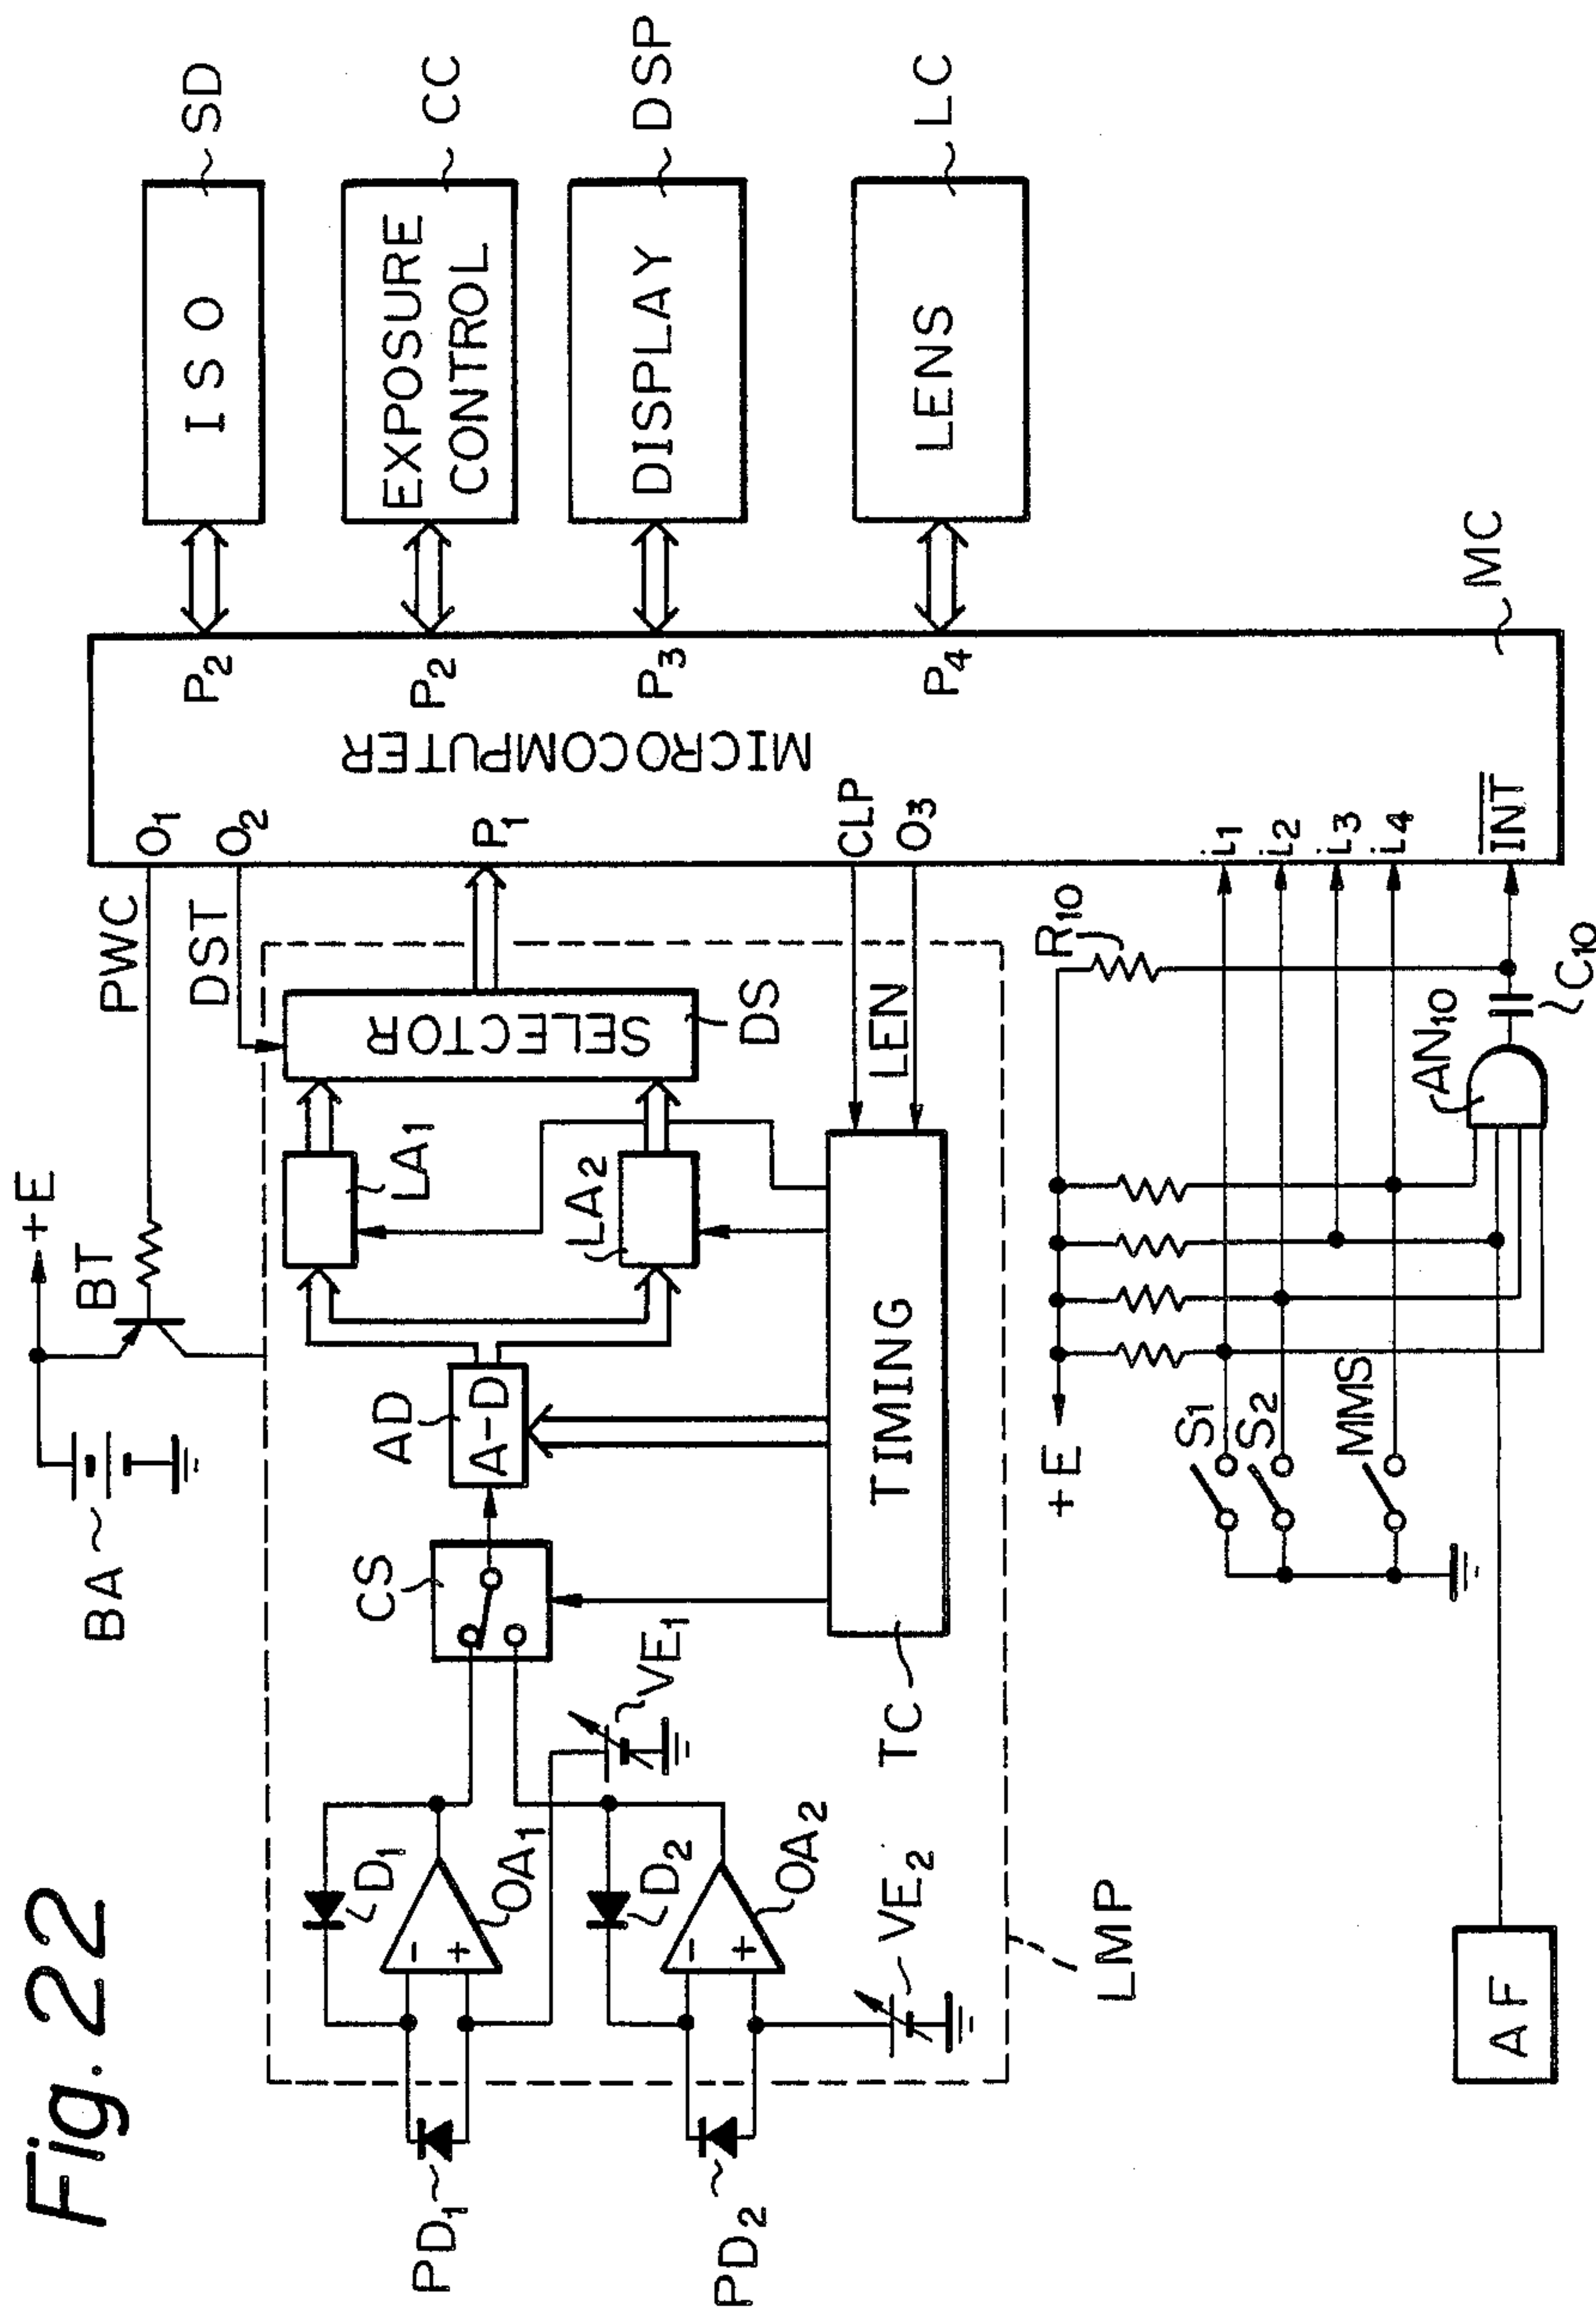 Fig. 22
BA
+E
BT
PWC
DST
O1
O2
P2
ISO
SD
PD1
D1
OA1
CS
AD
A-D
LA1
LA2
SELECTOR
DS
P1
MICROCOMPUTER
P2
EXPOSURE
CONTROL
CC
PD2
D2
OA2
VE1
VE2
-
+
-
+
P3
DISPLAY
DSP
TC
TIMING
LEN
CLP
O3
P4
LENS
LC
LMP
+E
R10
S1
S2
MMS
i1
i2
i3
i4
INT
AN10
C10
MC
AF